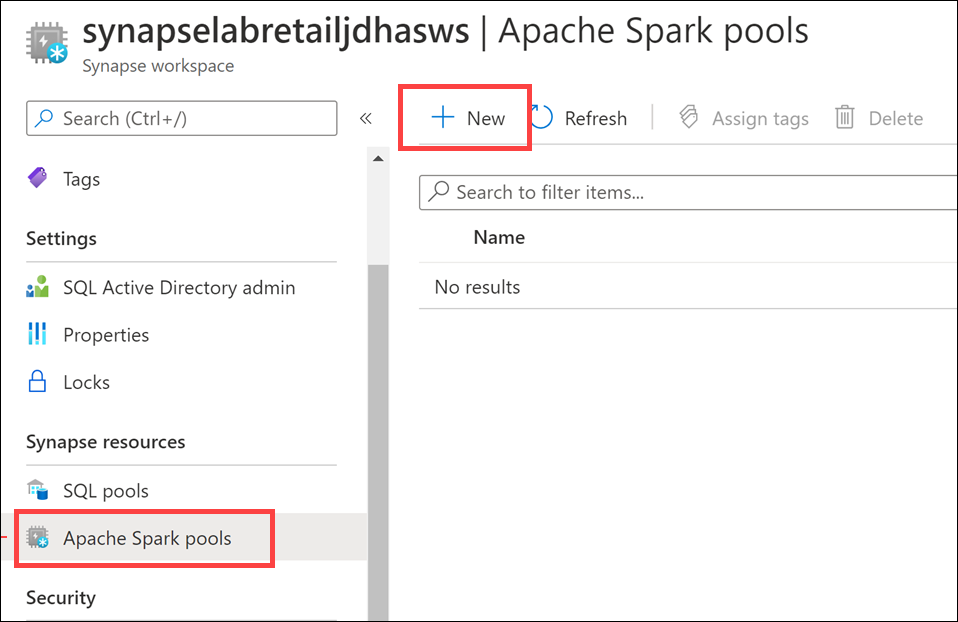 synapselabretailjdhasws | Apache Spark pools
Synapse workspace
Search (Ctrl+/)
«
New
Refresh
Assign tags
Delete
Tags
Search to filter items...
Settings
Name
SQL Active Directory admin
No results
Properties
Locks
Synapse resources
SQL pools
Apache Spark pools
Security